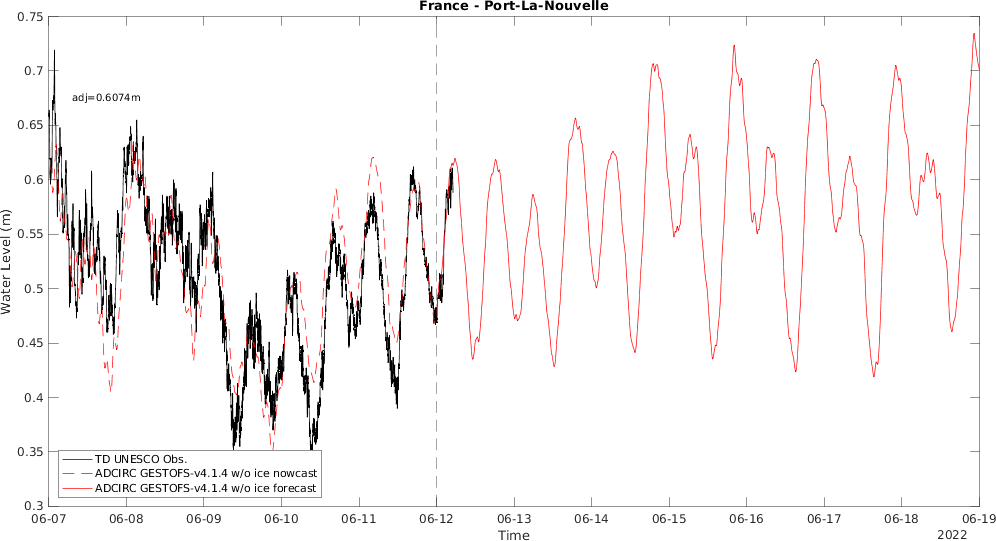 France - Port-La-Nouvelle
0.75
0.7
0.65
0.6
0.55
0.5
0.45
0.4
0.35
0.3
Water Level (m)
adj=0.6074m
TD UNESCO Obs.
ADCIRC GESTOFS-v4.1.4 w/o ice nowcast
ADCIRC GESTOFS-v4.1.4 w/o ice forecast
06-07 06-08 06-09 06-10 06-11 06-12 06-13 06-14 06-15 06-16 06-17 06-18 06-19
Time
2022